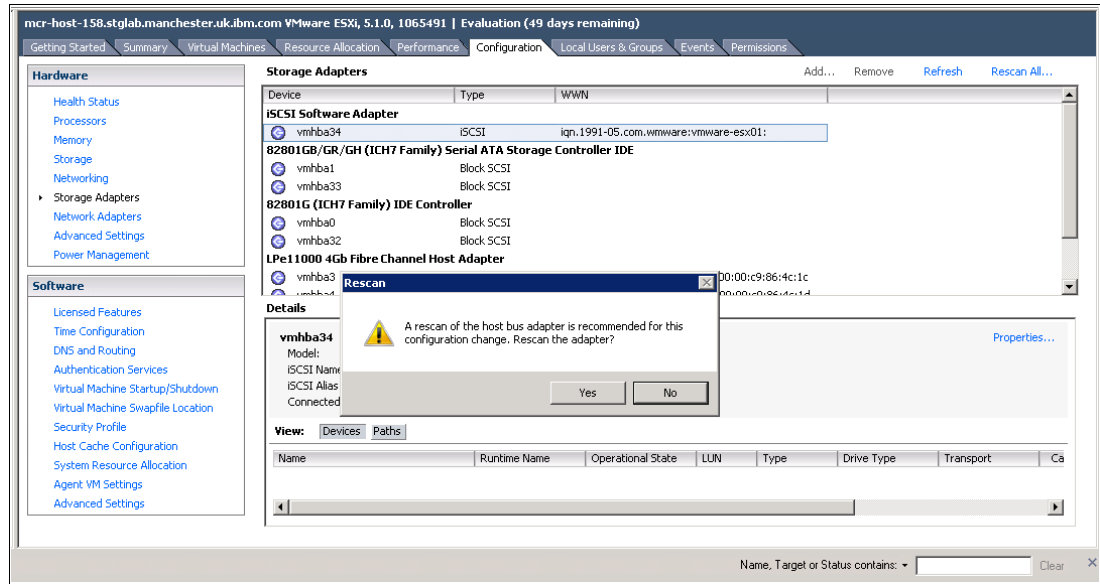 mcr-host-158.stglab.manchester.uk.ibm.com VMware ESXi, 5.1.0, 1065491 | Evaluation (49 days remaining)
Getting Started Summary Virtual Machines Resource Allocation Performance Configuration Local Users & Groups Events Permissions
Hardware
Health Status
Processors
Memory
Storage
Networking
Storage Adapters
Network Adapters
Advanced Settings
Power Management
Software
Licensed Features
Time Configuration
DNS and Routing
Authentication Services
Virtual Machine Startup/Shutdown
Virtual Machine Swapfile Location
Security Profile
Host Cache Configuration
System Resource Allocation
Agent VM Settings
Advanced Settings
Storage Adapters Add... Remove Refresh Rescan All...
Device Type WWN
iSCSI Software Adapter
vmhba34 iSCSI iqn.1991-05.com.wmware:vmware-esx01:
82801GB/GR/GH (ICH7 Family) Serial ATA Storage Controller IDE
vmhba1 Block SCSI
vmhba33 Block SCSI
82801G (ICH7 Family) IDE Controller
vmhba0 Block SCSI
vmhba32 Block SCSI
LPe11000 4Gb Fibre Channel Host Adapter
vmhba3 00:00:c9:86:4c:1c
Rescan
A rescan of the host bus adapter is recommended for this
configuration change. Rescan the adapter?
Yes No
Details
vmhba34 Properties...
Model:
iSCSI Name
iSCSI Alias
Connected
View: Devices Paths
Name Runtime Name Operational State LUN Type Drive Type Transport Ca
Name, Target or Status contains: Clear